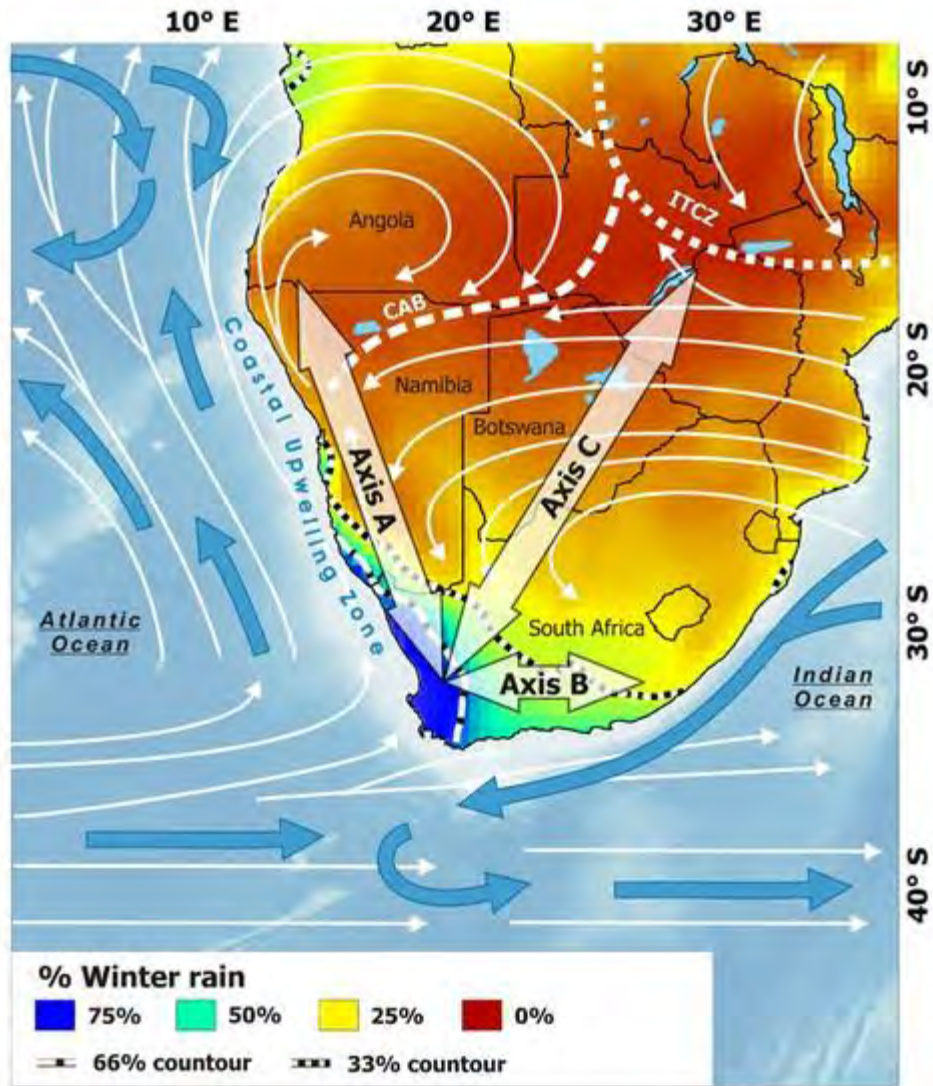 10° E 20° E 30° E
10° S
ITCZ
Angola
CAB
20° S
Coastal Upwelling Zone
Namibia
Botswana
Axis A
Axis C
30° S
Atlantic
Ocean
South Africa
Axis B
Indian
Ocean
40° S
% Winter rain
75% 50% 25% 0%
66% countour 33% countour